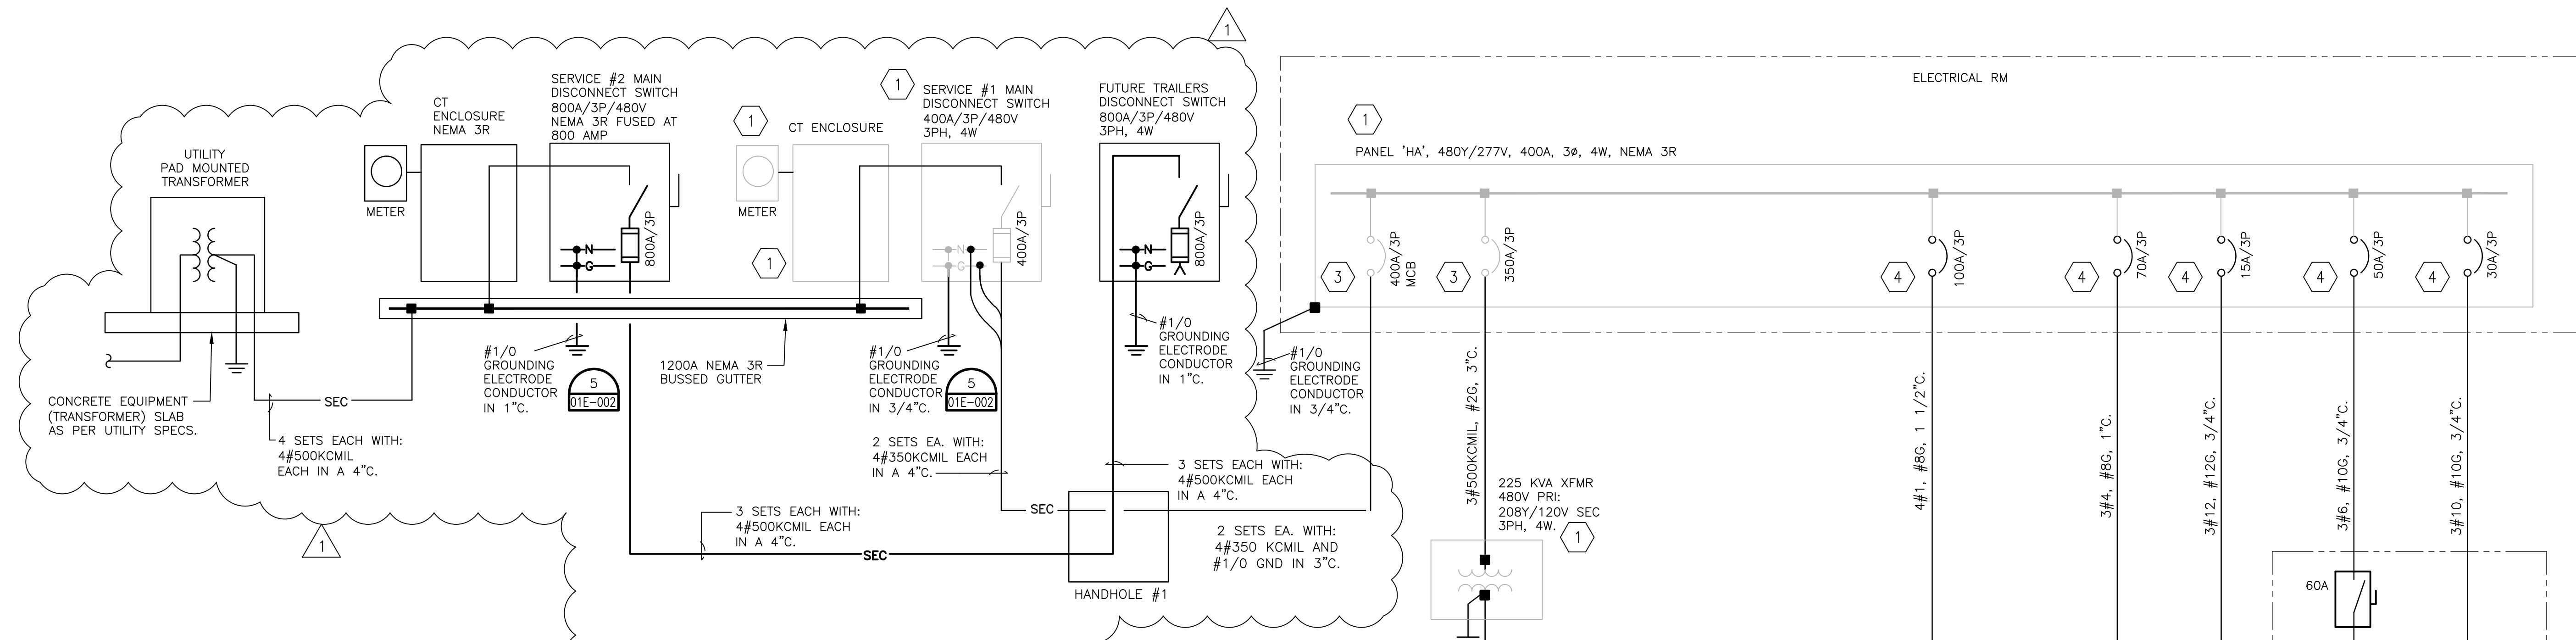 1
ELECTRICAL RM
SERVICE #2 MAIN
DISCONNECT SWITCH
800A/3P/480V
NEMA 3R FUSED AT
800 AMP
CT
ENCLOSURE
NEMA 3R
1
CT ENCLOSURE
1
SERVICE #1 MAIN
DISCONNECT SWITCH
400A/3P/480V
3PH, 4W
FUTURE TRAILERS
DISCONNECT SWITCH
800A/3P/480V
3PH, 4W
1
PANEL 'HA', 480Y/277V, 400A, 3ø, 4W, NEMA 3R
UTILITY
PAD MOUNTED
TRANSFORMER
METER
METER
N
G
800A/3P
1
N
G
400A/3P
N
G
800A/3P
3
400A/3P
MCB
3
350A/3P
4
100A/3P
4
70A/3P
4
15A/3P
4
50A/3P
4
30A/3P
#1/0
GROUNDING
ELECTRODE
CONDUCTOR
IN 1"C.
5
01E-002
1200A NEMA 3R
BUSSED GUTTER
#1/0
GROUNDING
ELECTRODE
CONDUCTOR
IN 3/4"C.
5
01E-002
#1/0
GROUNDING
ELECTRODE
CONDUCTOR
IN 1"C.
#1/0
GROUNDING
ELECTRODE
CONDUCTOR
IN 3/4"C.
CONCRETE EQUIPMENT
(TRANSFORMER) SLAB
AS PER UTILITY SPECS.
SEC
4 SETS EACH WITH:
4#500KCMIL
EACH IN A 4"C.
2 SETS EA. WITH:
4#350KCMIL EACH
IN A 4"C.
3 SETS EACH WITH:
4#500KCMIL EACH
IN A 4"C.
3 SETS EACH WITH:
4#500KCMIL EACH
IN A 4"C.
SEC
SEC
2 SETS EA. WITH:
4#350 KCMIL AND
#1/0 GND IN 3"C.
HANDHOLE #1
1
3#500KCMIL, #2G, 3"C.
225 KVA XFMR
480V PRI:
208Y/120V SEC
3PH, 4W.
1
4#1, #8G, 1 1/2"C.
3#4, #8G, 1"C.
3#12, #12G, 3/4"C.
3#6, #10G, 3/4"C.
3#10, #10G, 3/4"C.
60A